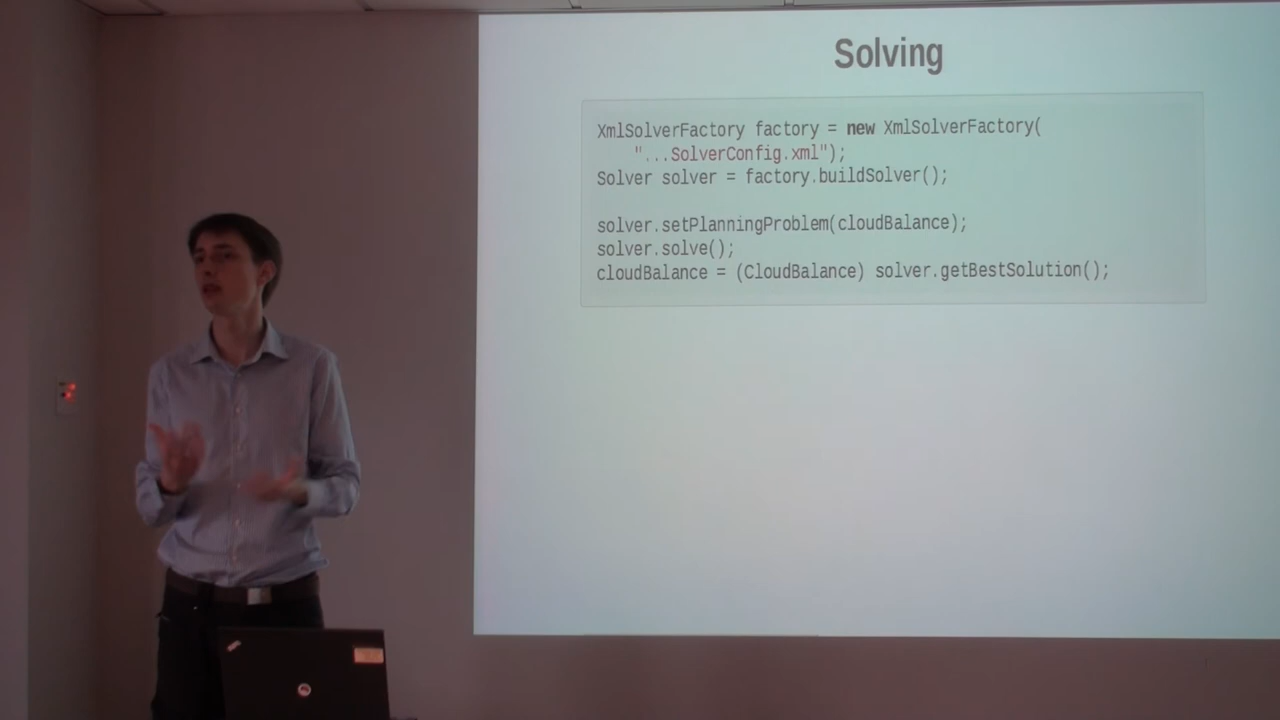 Solving
XmlSolverFactory factory = new XmlSolverFactory(
"...SolverConfig.xml");
Solver solver = factory.buildSolver();
solver.setPlanningProblem(cloudBalance);
solver.solve();
cloudBalance = (CloudBalance) solver.getBestSolution();